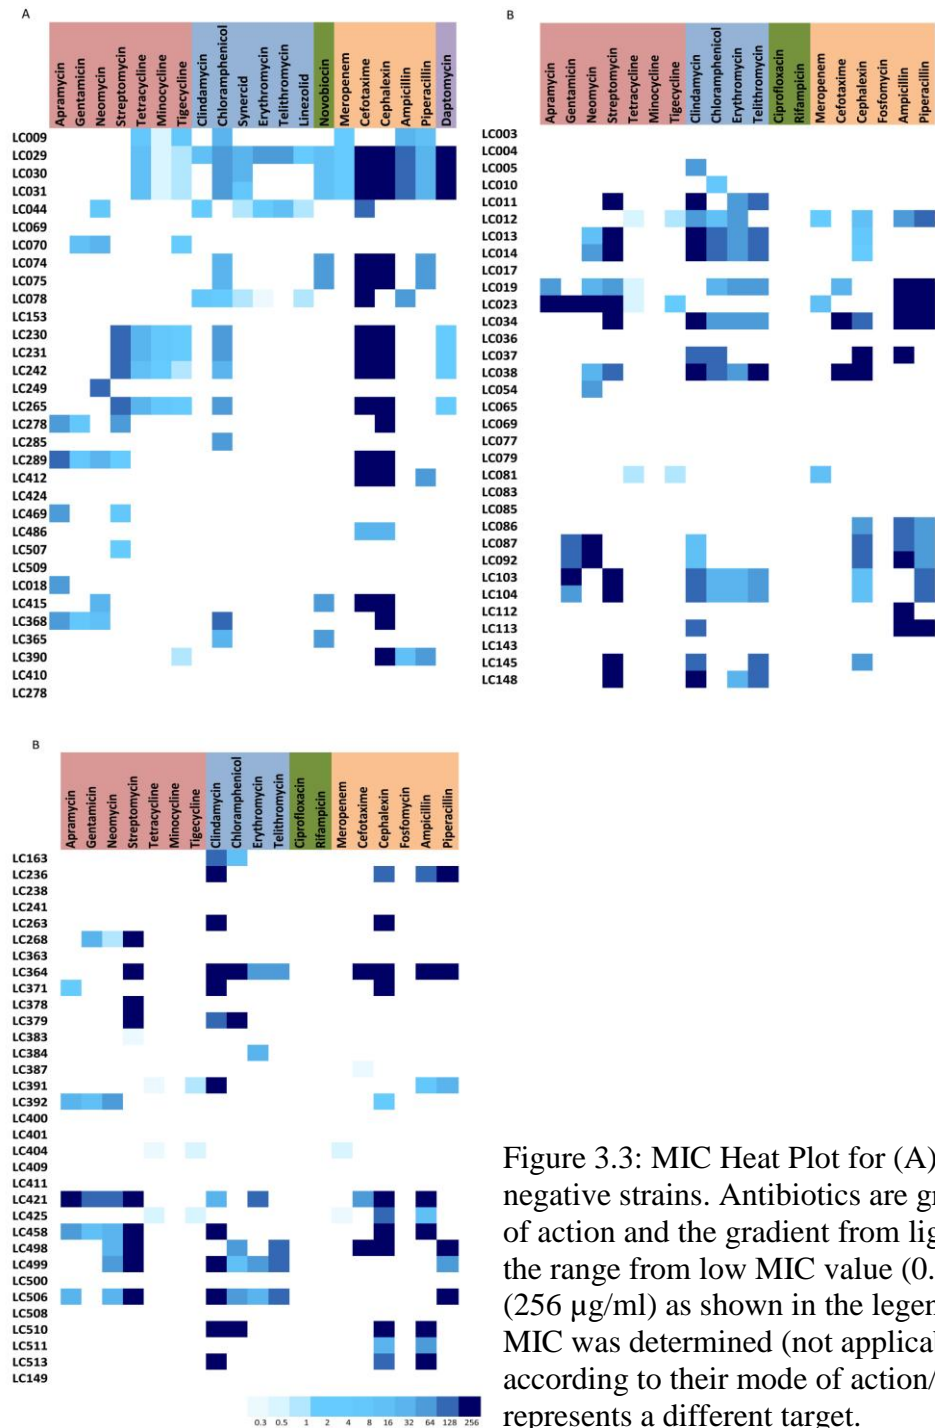 A
Apramycin
Gentamicin
Neomycin
Streptomycin
Tetracycline
Minocycline
Tigecycline
Clindamycin
Chloramphenicol
Synercid
Erythromycin
Telithromycin
Linezolid
Novobiocin
Meropenem
Cefotaxime
Cephalexin
Ampicillin
Piperacillin
Daptomycin
LC009
LC029
LC030
LC031
LC044
LC069
LC070
LC074
LC075
LC078
LC153
LC230
LC231
LC242
LC249
LC265
LC278
LC285
LC289
LC412
LC424
LC469
LC486
LC507
LC509
LC018
LC415
LC368
LC365
LC390
LC410
LC278
B
Apramycin
Gentamicin
Neomycin
Streptomycin
Tetracycline
Minocycline
Tigecycline
Clindamycin
Chloramphenicol
Erythromycin
Telithromycin
Ciprofloxacin
Rifampicin
Meropenem
Cefotaxime
Cephalexin
Fosfomycin
Ampicillin
Piperacillin
LC003
LC004
LC005
LC010
LC011
LC012
LC013
LC014
LC017
LC019
LC023
LC034
LC036
LC037
LC038
LC054
LC065
LC069
LC077
LC079
LC081
LC083
LC085
LC086
LC087
LC092
LC103
LC104
LC112
LC113
LC143
LC145
LC148
B
Apramycin
Gentamicin
Neomycin
Streptomycin
Tetracycline
Minocycline
Tigecycline
Clindamycin
Chloramphenicol
Erythromycin
Telithromycin
Ciprofloxacin
Rifampicin
Meropenem
Cefotaxime
Cephalexin
Fosfomycin
Ampicillin
Piperacillin
LC163
LC236
LC238
LC241
LC263
LC268
LC363
LC364
LC371
LC378
LC379
LC383
LC384
LC387
LC391
LC392
LC400
LC401
LC404
LC409
LC411
LC421
LC425
LC458
LC498
LC499
LC500
LC506
LC508
LC510
LC511
LC513
LC149
0.3 0.5 1 2 4 8 16 32 64 128 256
Figure 3.3: MIC Heat Plot for (A)
negative strains. Antibiotics are gr
of action and the gradient from lig
the range from low MIC value (0.
(256 µg/ml) as shown in the legen
MIC was determined (not applicab
according to their mode of action/
represents a different target.